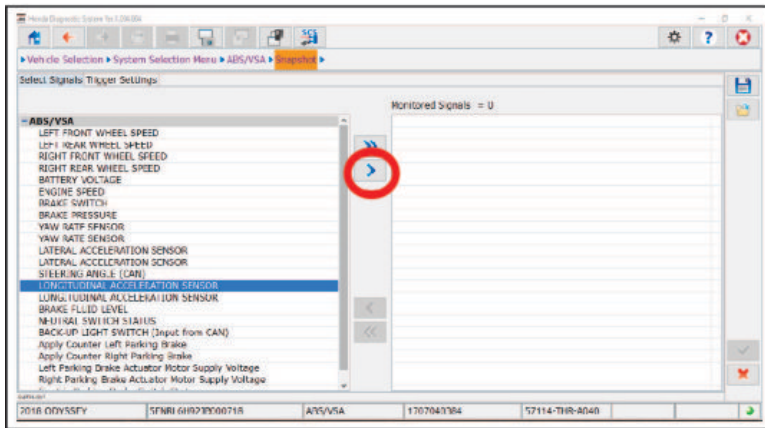 Honda Diagnostic System
SCS
Vehicle Selection System Selection Menu ABS/VSA Snapshot
Select Signals Trigger Settings
Monitored Signals = 0
ABS/VSA
LEFT FRONT WHEEL SPEED
LEFT REAR WHEEL SPEED
RIGHT FRONT WHEEL SPEED
RIGHT REAR WHEEL SPEED
BATTERY VOLTAGE
ENGINE SPEED
BRAKE SWITCH
BRAKE PRESSURE
YAW RATE SENSOR
YAW RATE SENSOR
LATERAL ACCELERATION SENSOR
LATERAL ACCELERATION SENSOR
STEERING ANGLE (CAN)
LONGITUDINAL ACCELERATION SENSOR
LONGITUDINAL ACCELERATION SENSOR
BRAKE FLUID LEVEL
NEUTRAL SWITCH STATUS
BACK-UP LIGHT SWITCH (Input from CAN)
Apply Counter Left Parking Brake
Apply Counter Right Parking Brake
Left Parking Brake Actuator Motor Supply Voltage
Right Parking Brake Actuator Motor Supply Voltage
2018 ODYSSEY ABS/VSA 57114-THR-A040